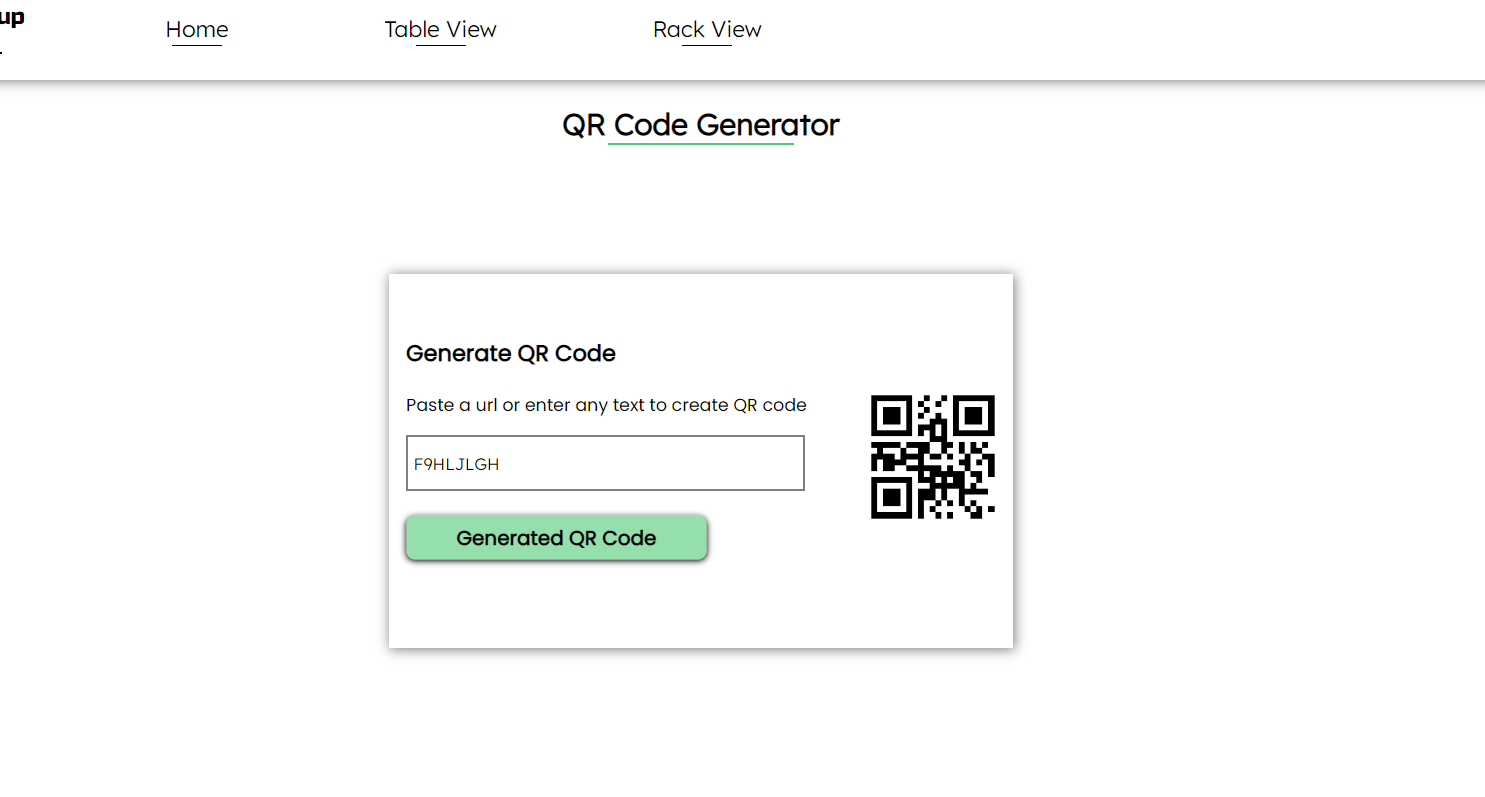 up
Home
Table View
Rack View
QR Code Generator
Generate QR Code
Paste a url or enter any text to create QR code
F9HLJLGH
Generated QR Code